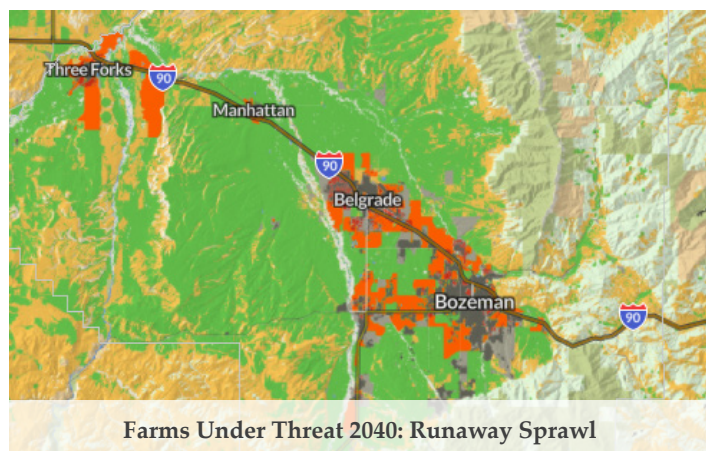 Three Forks
90
Manhattan
90
Belgrade
Bozeman
90
Farms Under Threat 2040: Runaway Sprawl